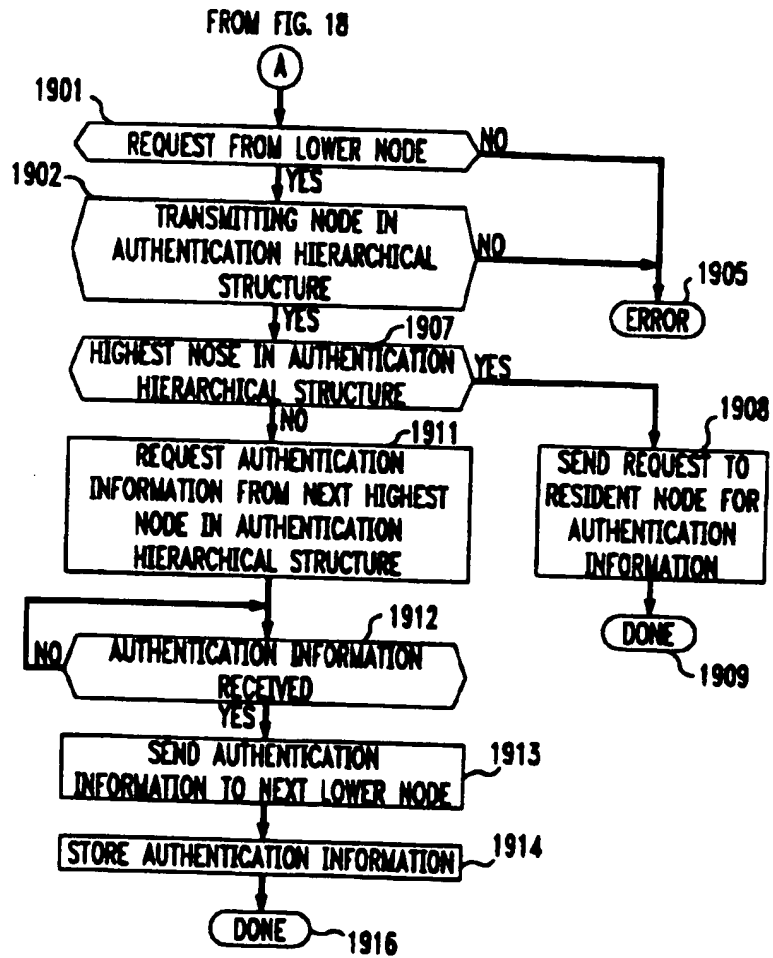 FROM FIG. 18
A
1901
REQUEST FROM LOWER NODE
NO
1902
YES
TRANSMITTING NODE IN
AUTHENTICATION HIERARCHICAL
STRUCTURE
NO
1905
ERROR
YES
1907
HIGHEST NOSE IN AUTHENTICATION
HIERARCHICAL STRUCTURE
YES
1908
SEND REQUEST TO
RESIDENT NODE FOR
AUTHENTICATION
INFORMATION
DONE
1909
NO
1911
REQUEST AUTHENTICATION
INFORMATION FROM NEXT HIGHEST
NODE IN AUTHENTICATION
HIERARCHICAL STRUCTURE
1912
NO
AUTHENTICATION INFORMATION
RECEIVED
YES
SEND AUTHENTICATION
INFORMATION TO NEXT LOWER NODE
1913
STORE AUTHENTICATION INFORMATION
1914
DONE
1916